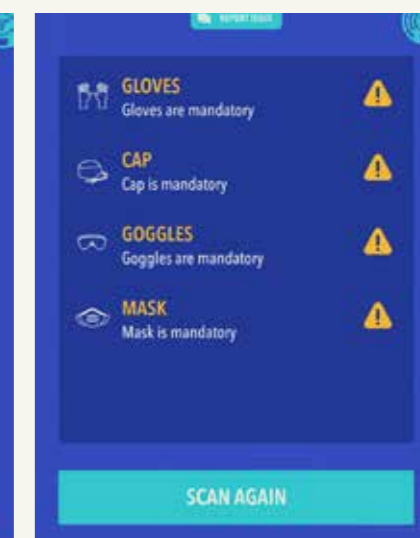 REPORT ISSUE
GLOVES
Gloves are mandatory
CAP
Cap is mandatory
GOGGLES
Goggles are mandatory
MASK
Mask is mandatory
SCAN AGAIN